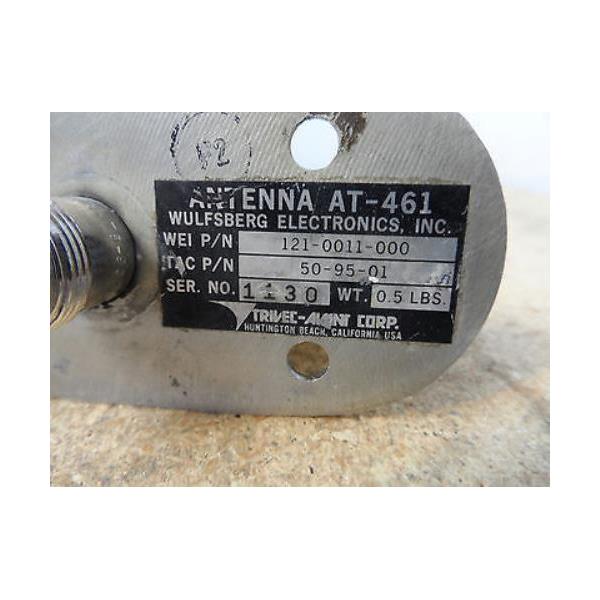 ANTENNA AT-461
WULFSBERG ELECTRONICS, INC.
WEI P/N 121-0011-000
TAC P/N 50-95-01
SER. NO. 1130 WT. 0.5 LBS.
TRIVEC-AVANT CORP.
HUNTINGTON BEACH, CALIFORNIA USA